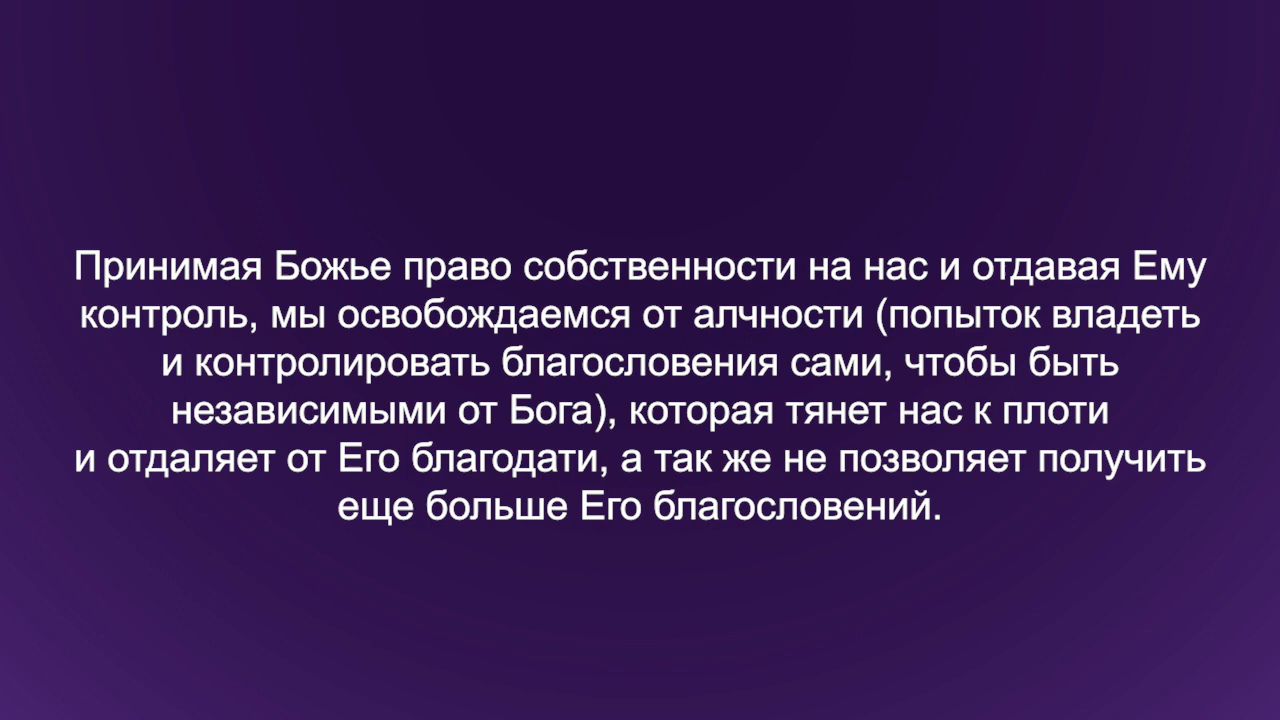 Принимая Божье право собственности на нас и отдавая Ему
контроль, мы освобождаемся от алчности (попыток владеть
и контролировать благословения сами, чтобы быть
независимыми от Бога), которая тянет нас к плоти
и отдаляет от Его благодати, а так же не позволяет получить
еще больше Его благословений.